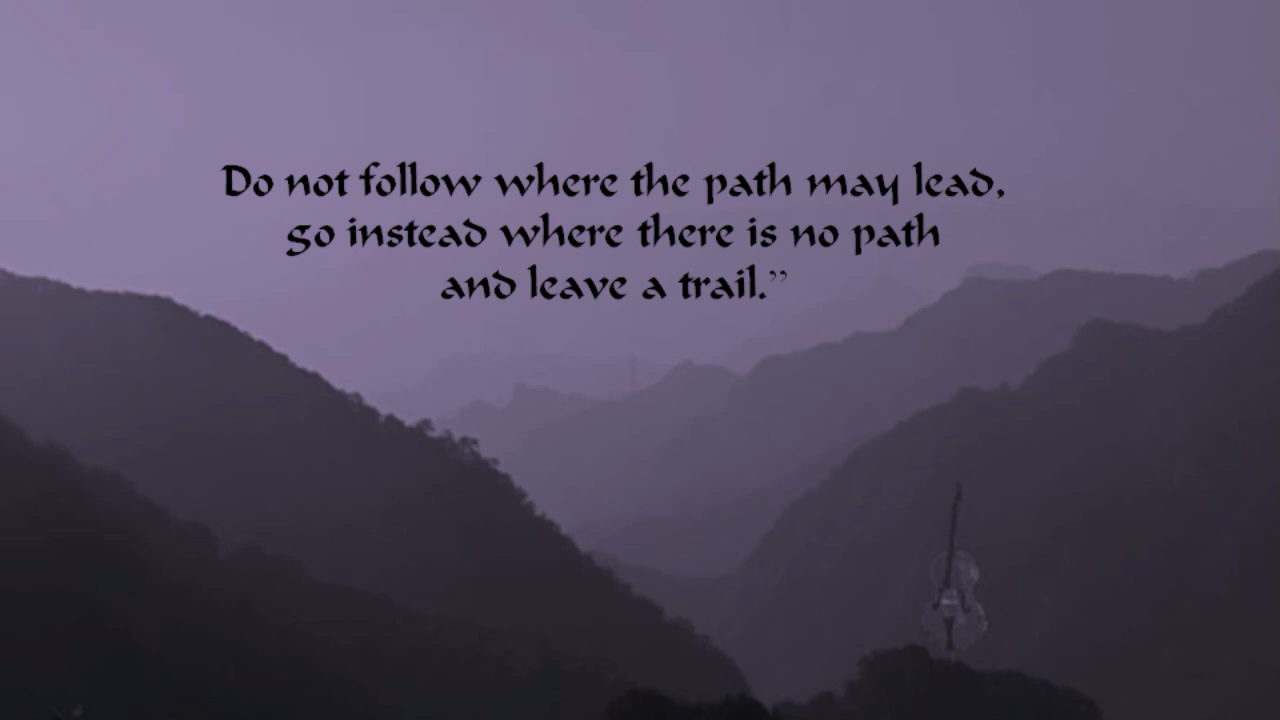 Do not follow where the path may lead,
go instead where there is no path
and leave a trail.”